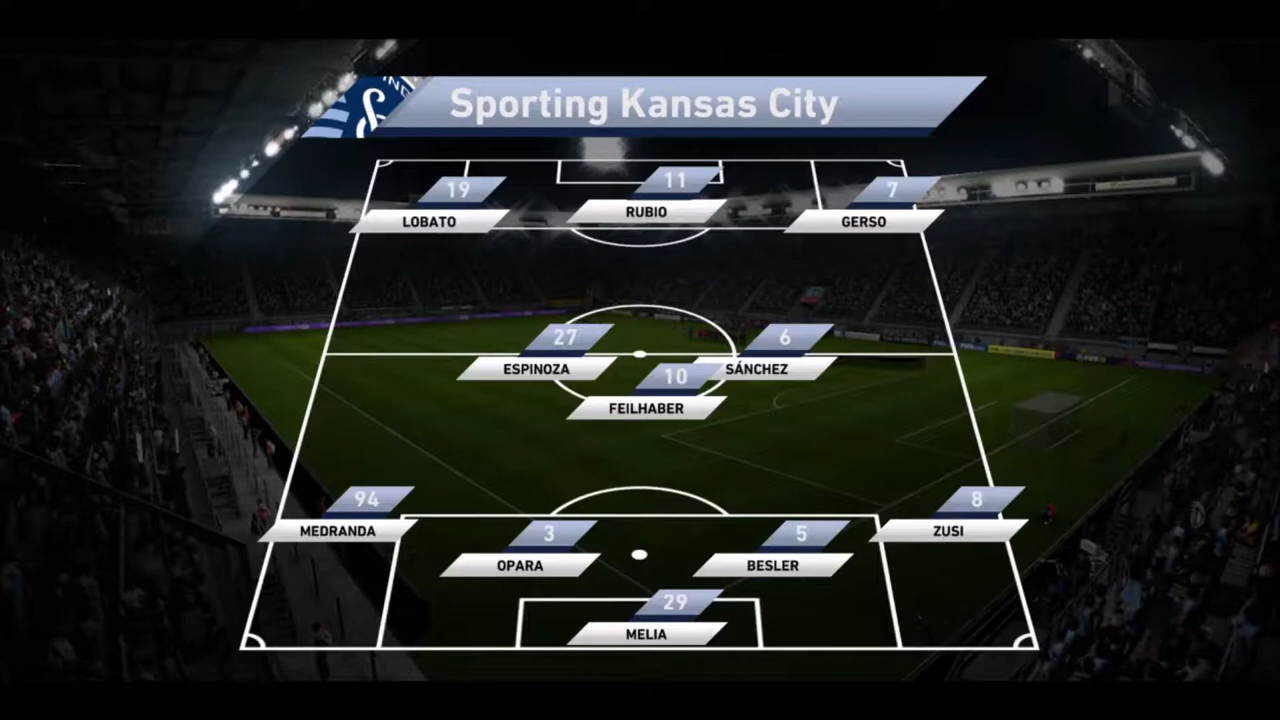 Sporting Kansas City
19
LOBATO
11
RUBIO
7
GERSO
27
ESPINOZA
6
SÁNCHEZ
10
FEILHABER
94
MEDRANDA
3
OPARA
5
BESLER
8
ZUSI
29
MELIA